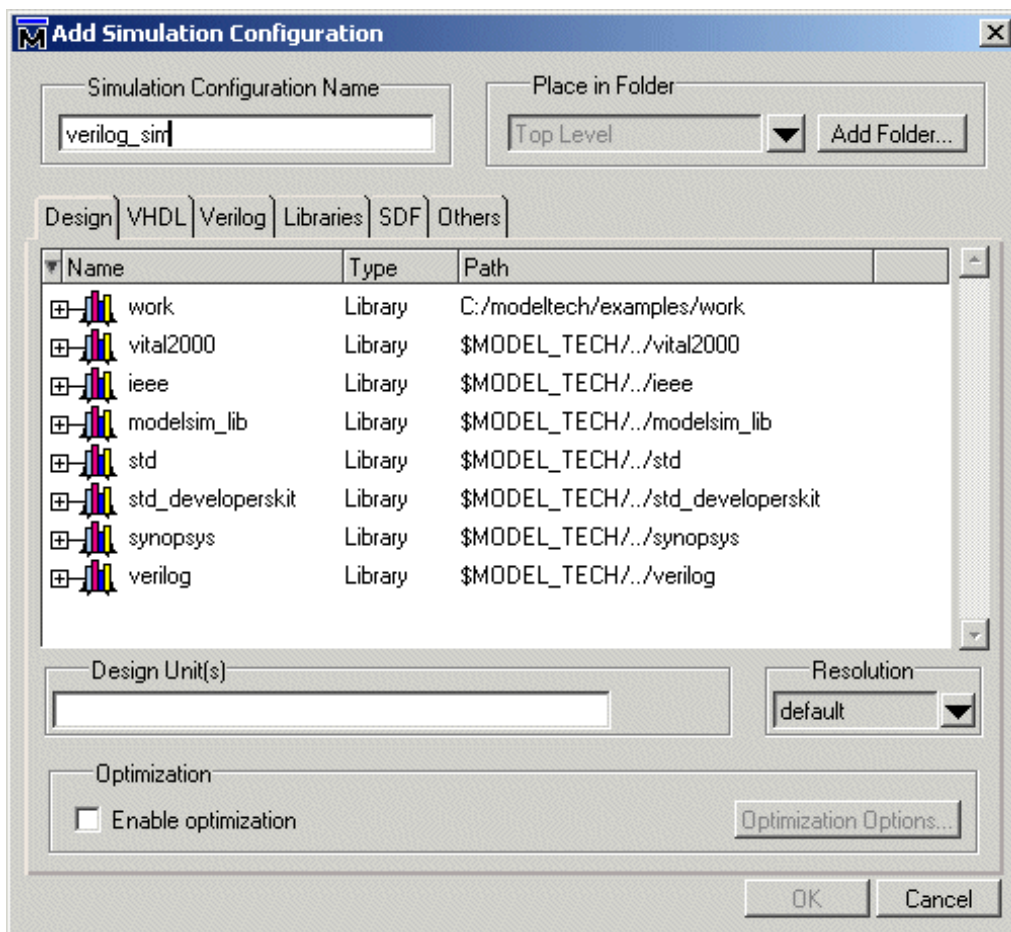 M Add Simulation Configuration
Simulation Configuration Name
Place in Folder
verilog_sim
Top Level
Add Folder...
Design VHDL Verilog Libraries SDF Others
Name Type Path
work Library C:/modeltech/examples/work
vital2000 Library $MODEL_TECH/../vital2000
ieee Library $MODEL_TECH/../ieee
modelsim_lib Library $MODEL_TECH/../modelsim_lib
std Library $MODEL_TECH/../std
std_developerskit Library $MODEL_TECH/../std_developerskit
synopsys Library $MODEL_TECH/../synopsys
verilog Library $MODEL_TECH/../verilog
Design Unit(s)
Resolution
default
Optimization
Enable optimization
Optimization Options...
OK Cancel